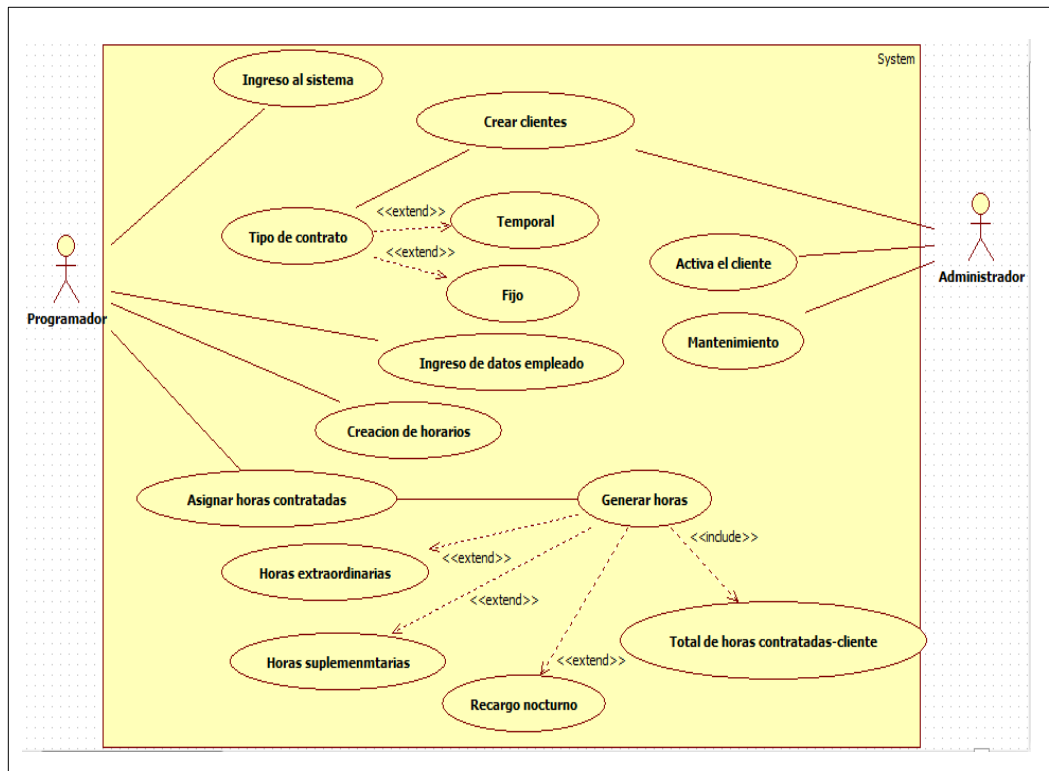 System
Ingreso al sistema
Crear clientes
<<extend>>
Temporal
Tipo de contrato
<<extend>>
Activa el cliente
Administrador
Fijo
Programador
Mantenimiento
Ingreso de datos empleado
Creacion de horarios
Asignar horas contratadas
Generar horas
<<include>>
<<extend>>
Horas extraordinarias
<<extend>>
Total de horas contratadas-cliente
Horas suplemenmtarias
<<extend>>
Recargo nocturno